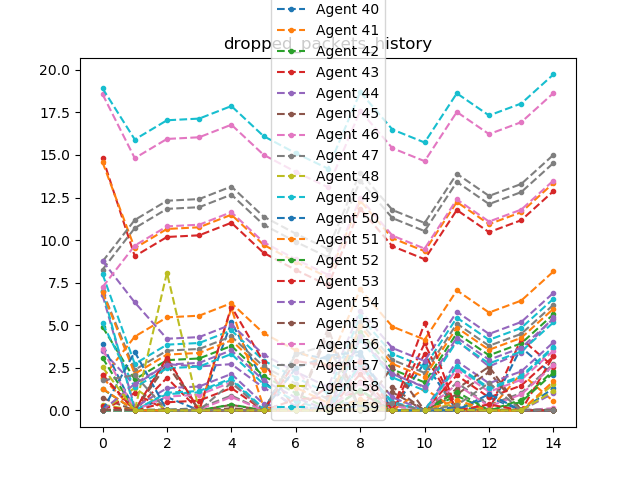 dropped_packets_history
20.0
17.5
15.0
12.5
10.0
7.5
5.0
2.5
0.0
0 2 4 6 8 10 12 14
Agent 40
Agent 41
Agent 42
Agent 43
Agent 44
Agent 45
Agent 46
Agent 47
Agent 48
Agent 49
Agent 50
Agent 51
Agent 52
Agent 53
Agent 54
Agent 55
Agent 56
Agent 57
Agent 58
Agent 59